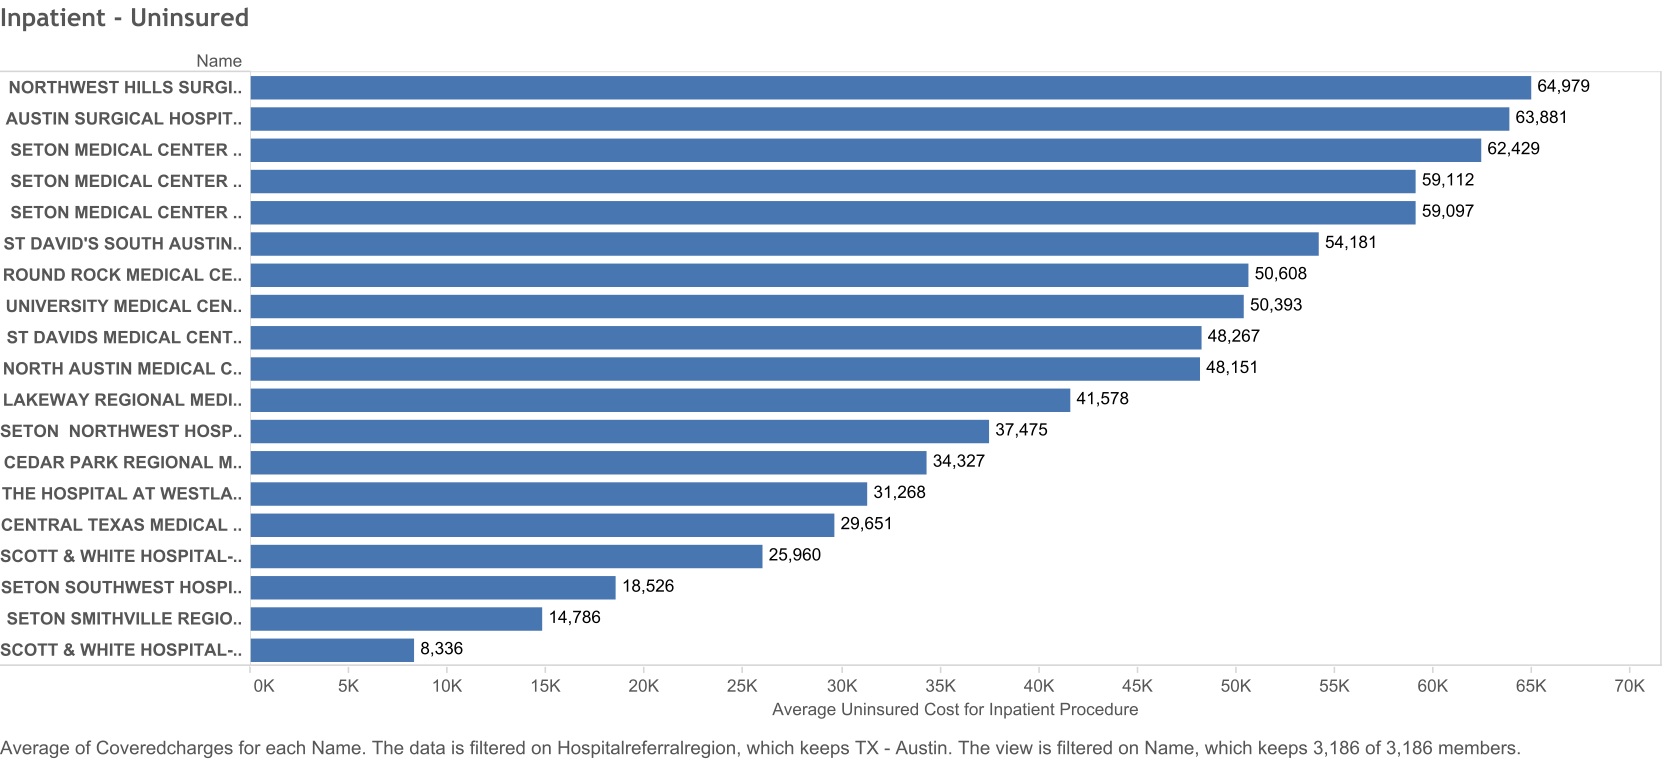 Inpatient - Uninsured
Name
NORTHWEST HILLS SURGI.. 64,979
AUSTIN SURGICAL HOSPIT.. 63,881
SETON MEDICAL CENTER .. 62,429
SETON MEDICAL CENTER .. 59,112
SETON MEDICAL CENTER .. 59,097
ST DAVID'S SOUTH AUSTIN.. 54,181
ROUND ROCK MEDICAL CE.. 50,608
UNIVERSITY MEDICAL CEN.. 50,393
ST DAVIDS MEDICAL CENT.. 48,267
NORTH AUSTIN MEDICAL C.. 48,151
LAKEWAY REGIONAL MEDI.. 41,578
SETON  NORTHWEST HOSP.. 37,475
CEDAR PARK REGIONAL M.. 34,327
THE HOSPITAL AT WESTLA.. 31,268
CENTRAL TEXAS MEDICAL .. 29,651
SCOTT & WHITE HOSPITAL-.. 25,960
SETON SOUTHWEST HOSPI.. 18,526
SETON SMITHVILLE REGIO.. 14,786
SCOTT & WHITE HOSPITAL-.. 8,336
0K 5K 10K 15K 20K 25K 30K 35K 40K 45K 50K 55K 60K 65K 70K
Average Uninsured Cost for Inpatient Procedure
Average of Coveredcharges for each Name. The data is filtered on Hospitalreferralregion, which keeps TX - Austin. The view is filtered on Name, which keeps 3,186 of 3,186 members.